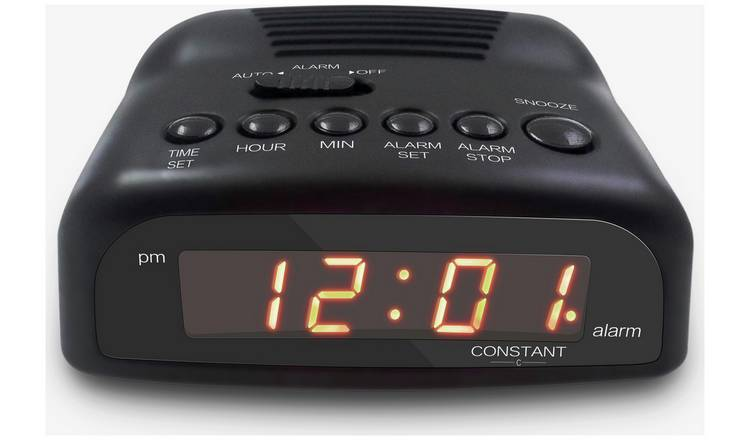 ALARM
AUTO ◄ ► OFF
SNOOZE
TIME SET
HOUR
MIN
ALARM SET
ALARM STOP
pm
12:01
alarm
CONSTANT
C